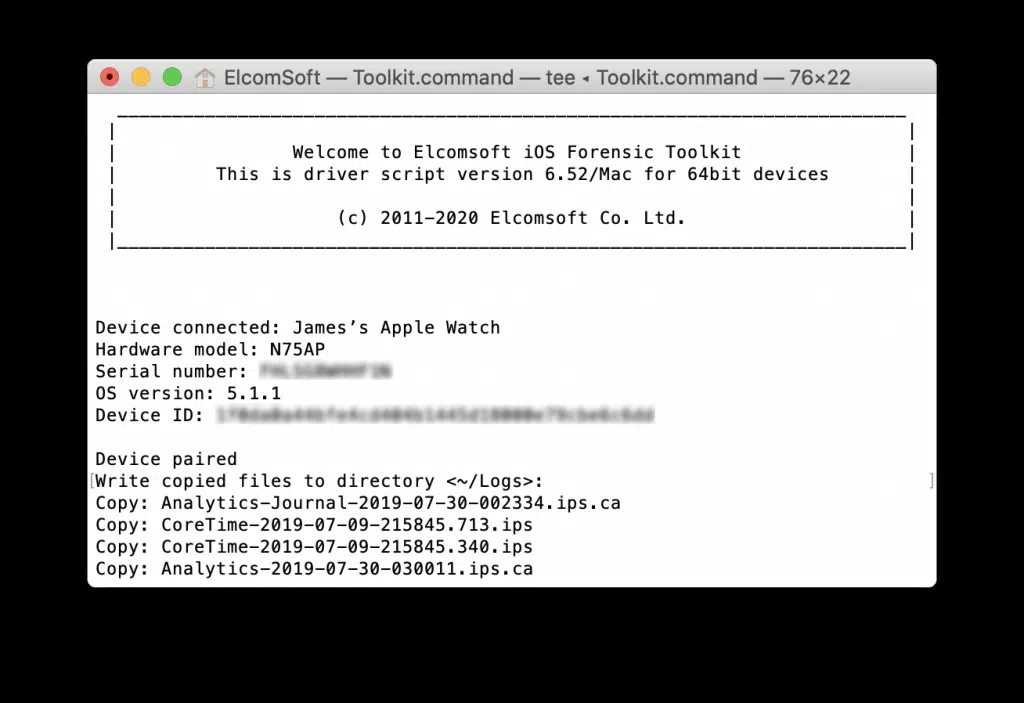 ElcomSoft — Toolkit.command — tee ◂ Toolkit.command — 76×22
Welcome to Elcomsoft iOS Forensic Toolkit
This is driver script version 6.52/Mac for 64bit devices
(c) 2011-2020 Elcomsoft Co. Ltd.
Device connected: James’s Apple Watch
Hardware model: N75AP
Serial number:
OS version: 5.1.1
Device ID:
Device paired
[Write copied files to directory <~/Logs>: ]
Copy: Analytics-Journal-2019-07-30-002334.ips.ca
Copy: CoreTime-2019-07-09-215845.713.ips
Copy: CoreTime-2019-07-09-215845.340.ips
Copy: Analytics-2019-07-30-030011.ips.ca